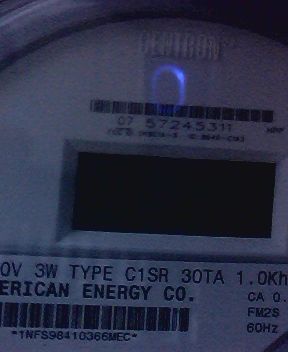 CENTRON
07 57245311
0V 3W TYPE C1SR 30TA 1.0Kh
ERICAN ENERGY CO.
CA 0.
FM2S
60Hz
*1NFS98410366MEC*